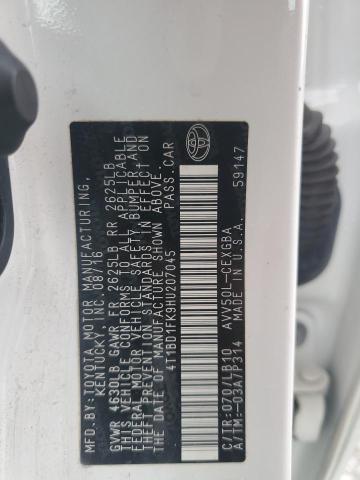 MFD.BY:TOYOTA MOTOR MANUFACTURING,
KENTUCKY, INC. 08/16
GVWR 4630LB GAWR FR 2625LB RR 2625LB
THIS VEHICLE CONFORMS TO ALL APPLICABLE
FEDERAL MOTOR VEHICLE SAFETY, BUMPER, AND
THEFT PREVENTION STANDARDS IN EFFECT ON
THE DATE OF MANUFACTURE SHOWN ABOVE.
4T1BD1FK9HU207045 PASS.CAR
C/TR:070/LB10 AVV50L-CEXGBA
A/TM:-03A/P314 MADE IN U.S.A.
59147